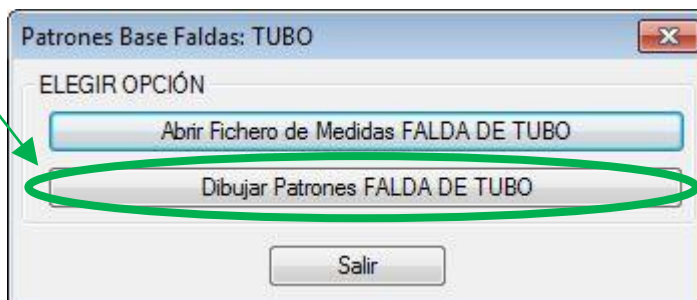 Patrones Base Faldas: TUBO
ELEGIR OPCIÓN
Abrir Fichero de Medidas FALDA DE TUBO
Dibujar Patrones FALDA DE TUBO
Salir